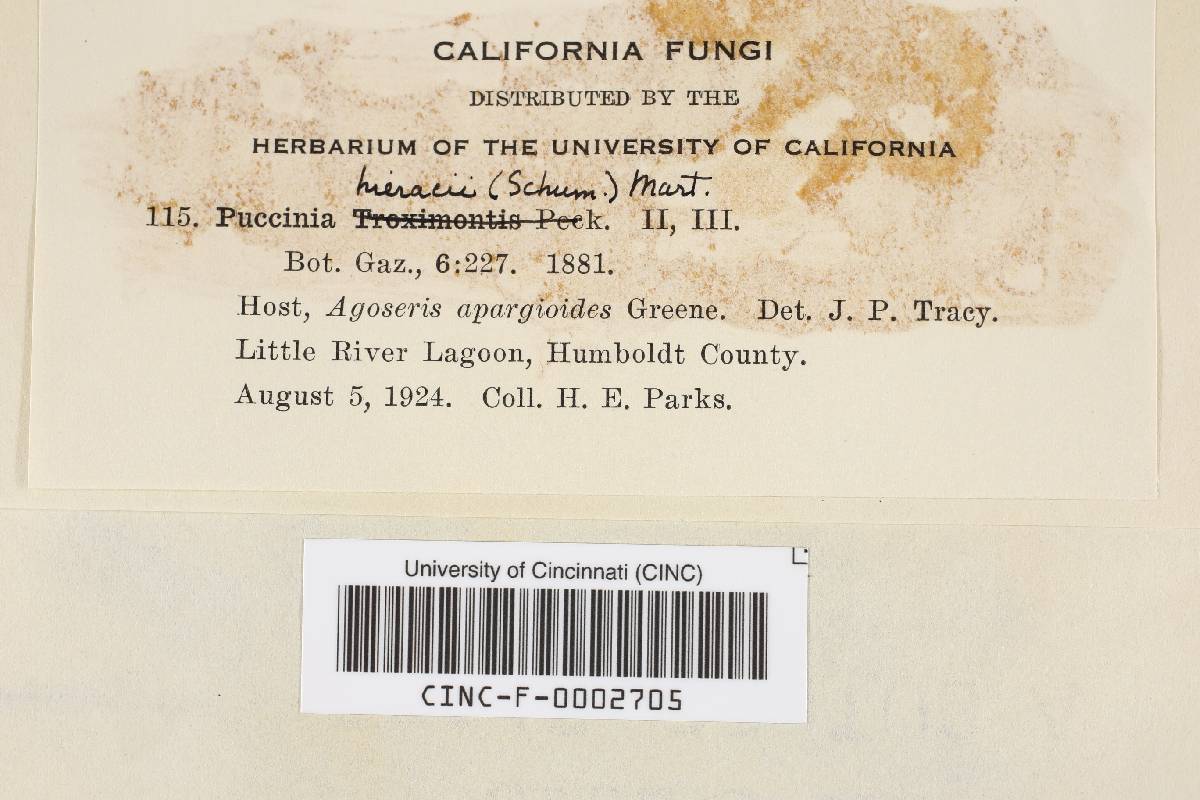 CALIFORNIA FUNGI
DISTRIBUTED BY THE
HERBARIUM OF THE UNIVERSITY OF CALIFORNIA
hieracii (Schum.) Mart.
115. Puccinia Troximontis Peck. II, III.
Bot. Gaz., 6:227. 1881.
Host, Agoseris apargioides Greene. Det. J. P. Tracy.
Little River Lagoon, Humboldt County.
August 5, 1924. Coll. H. E. Parks.
University of Cincinnati (CINC)
CINC-F-0002705